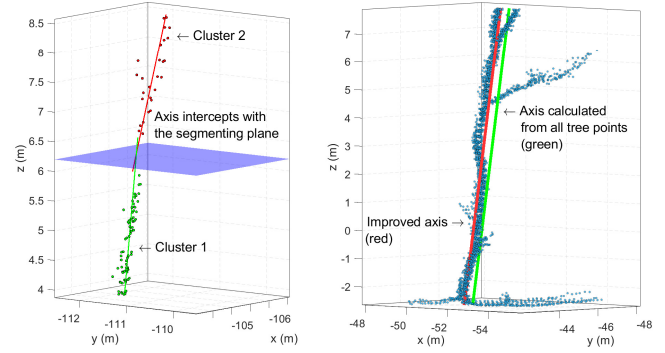 8.5
8
7.5
7
6.5
6
5.5
5
4.5
4
z (m)
← Cluster 2
Axis intercepts with
the segmenting plane
← Cluster 1
-112
-111
-110
-105
-106
y (m)
x (m)
7
6
5
4
3
2
1
0
-1
-2
z (m)
← Axis calculated
from all tree points
(green)
Improved axis →
(red)
-48
-50
-52
-54
-44
-46
-48
x (m)
y (m)